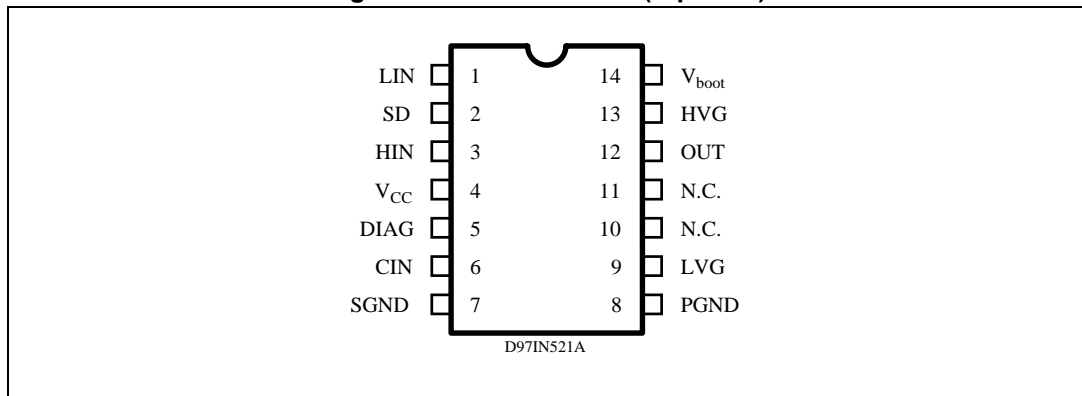 LIN 1 14 Vboot
SD 2 13 HVG
HIN 3 12 OUT
VCC 4 11 N.C.
DIAG 5 10 N.C.
CIN 6 9 LVG
SGND 7 8 PGND
D97IN521A